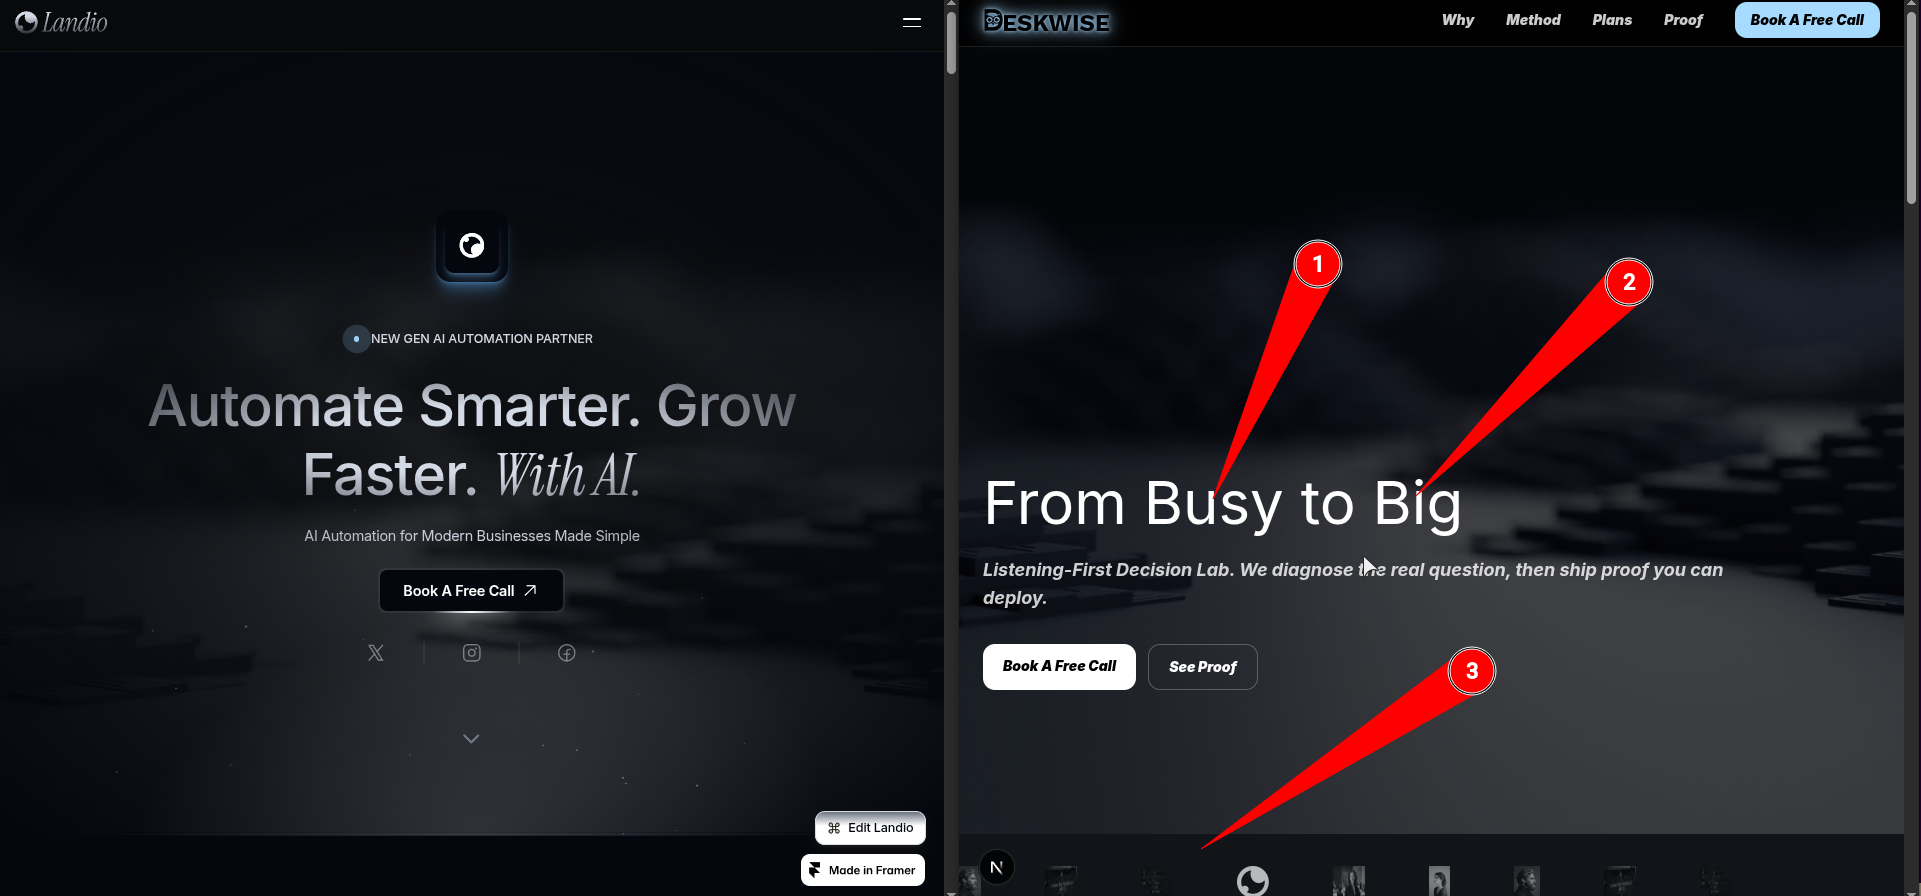 Landio
NEW GEN AI AUTOMATION PARTNER
Automate Smarter. Grow
Faster. With AI.
AI Automation for Modern Businesses Made Simple
Book A Free Call
Edit Landio
Made in Framer
DESKWISE
Why Method Plans Proof Book A Free Call
1
2
From Busy to Big
Listening-First Decision Lab. We diagnose the real question, then ship proof you can
deploy.
Book A Free Call See Proof
3
N